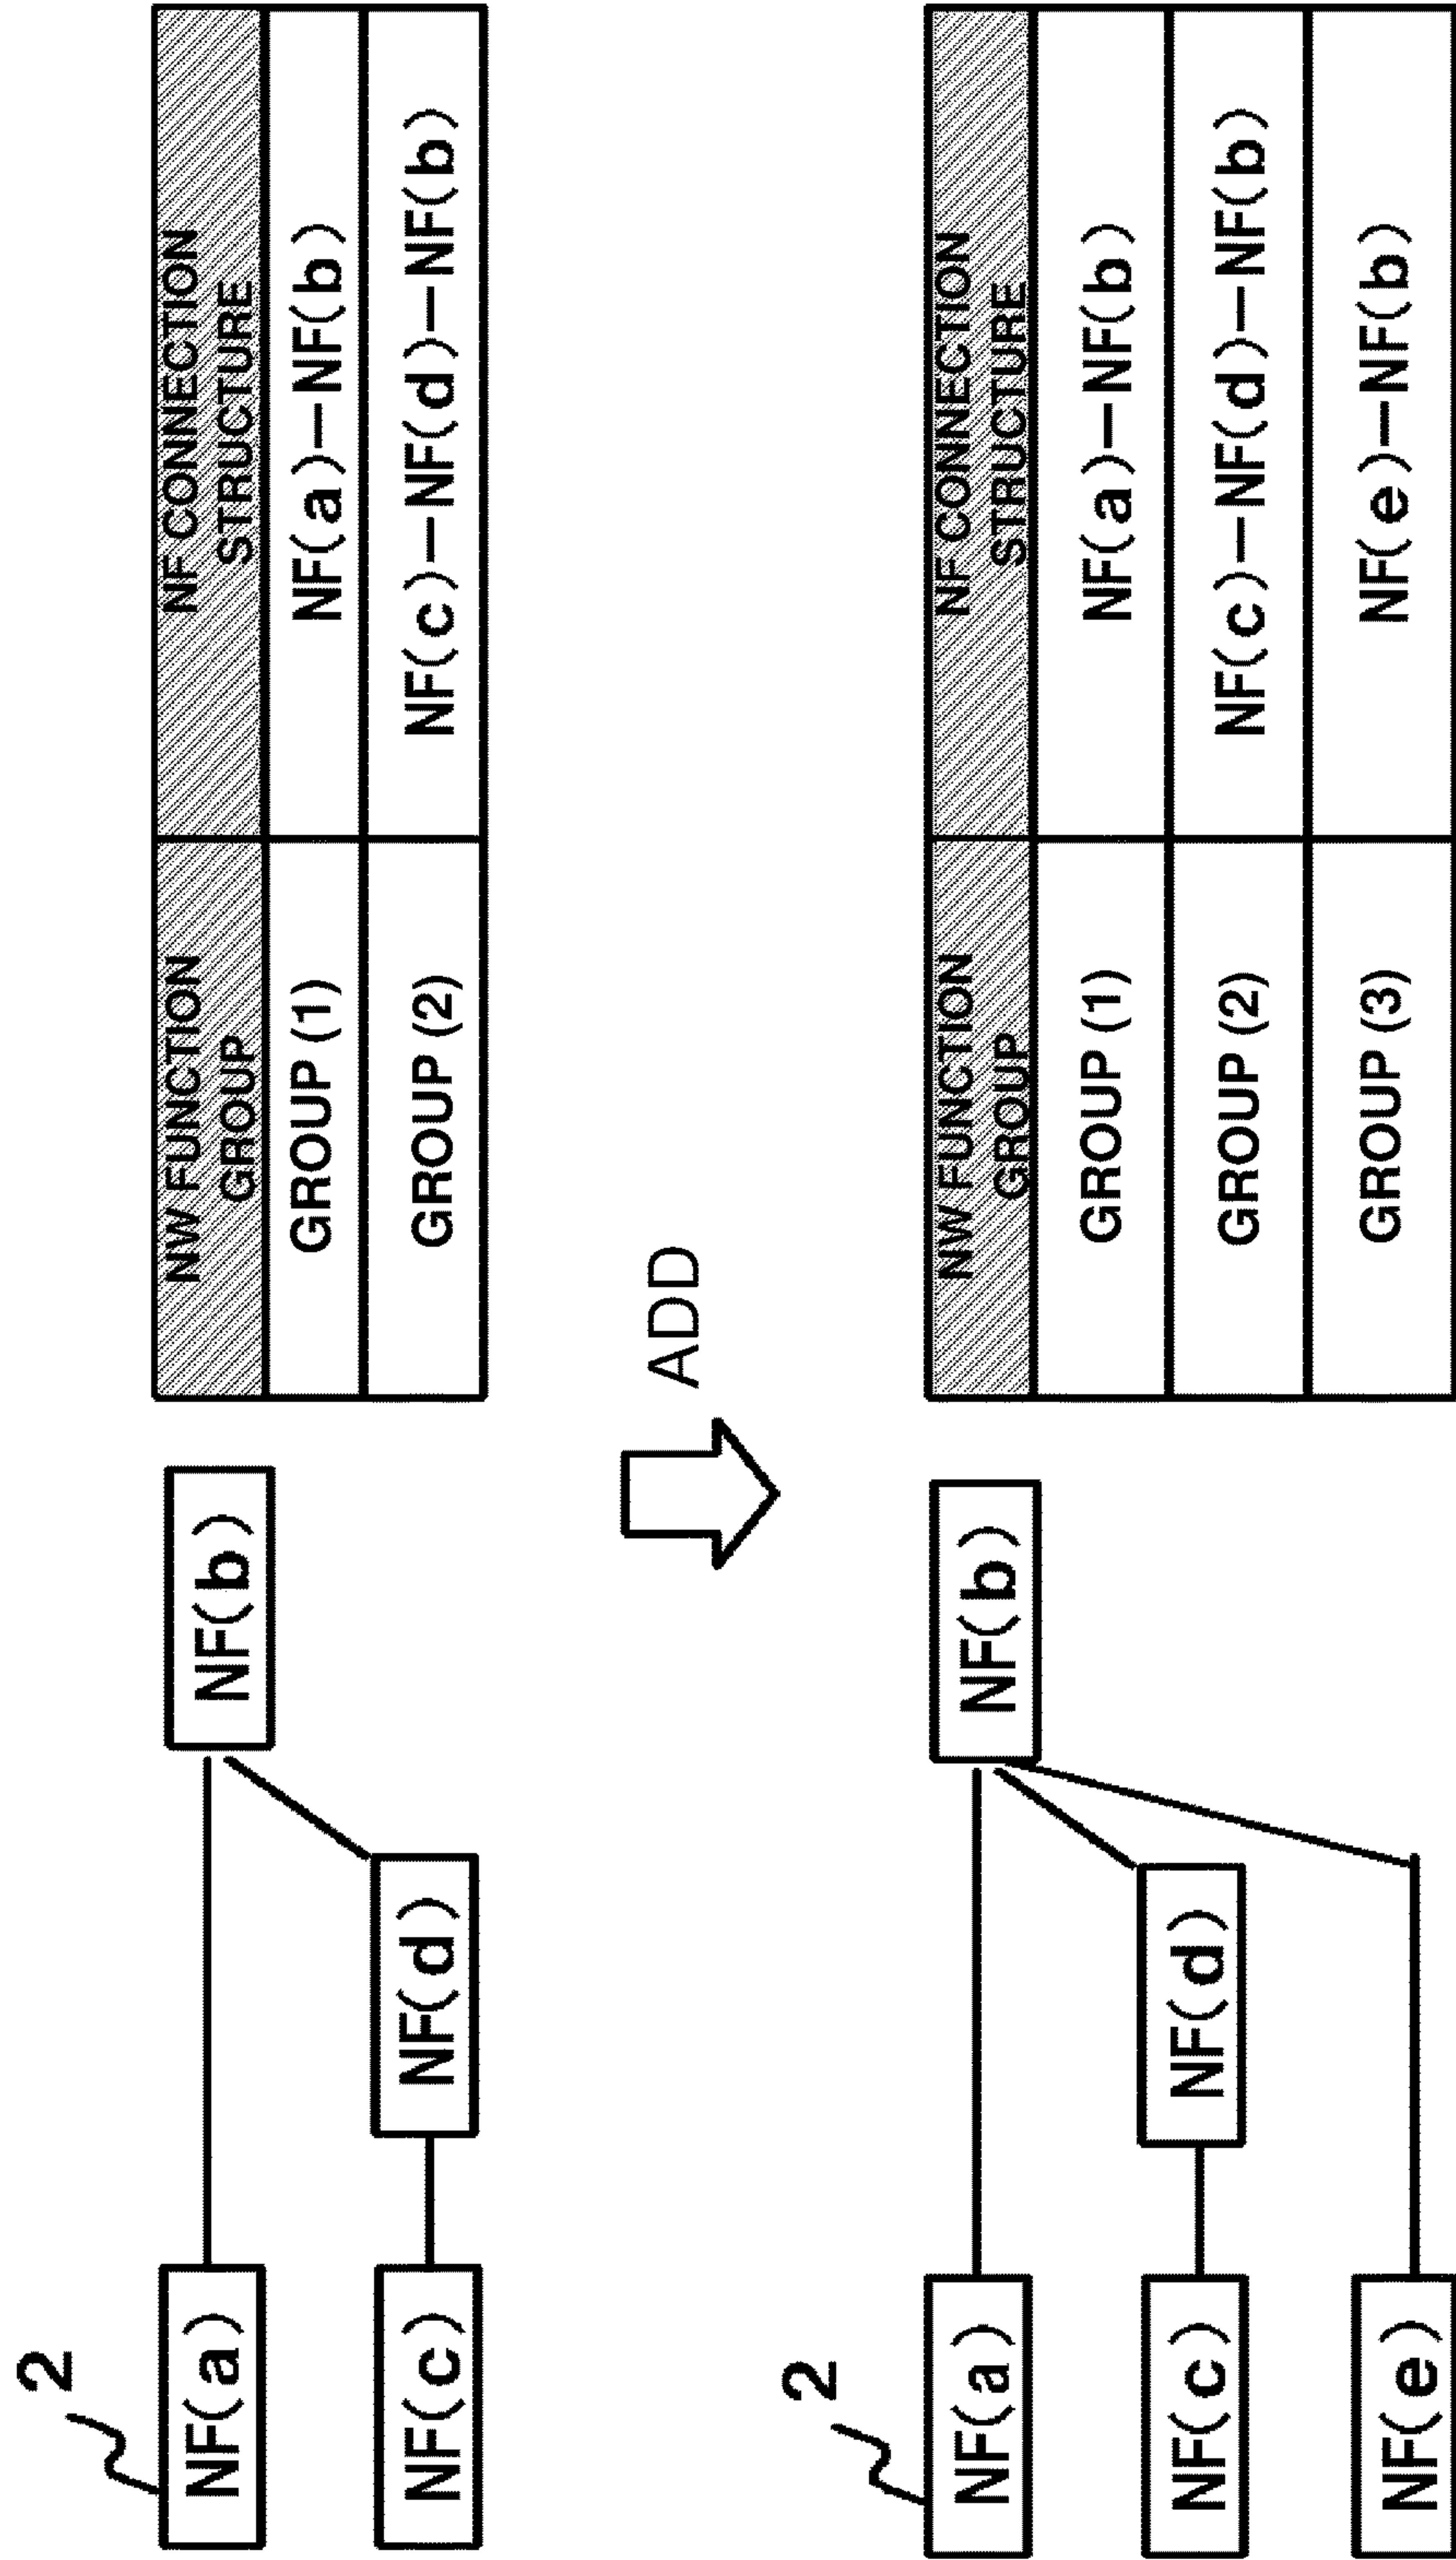 2
NF(a)
NF(b)
NF(c)
NF(d)
NW FUNCTION
GROUP
NF CONNECTION
STRUCTURE
GROUP (1)
NF(a)—NF(b)
GROUP (2)
NF(c)—NF(d)—NF(b)
ADD
2
NF(a)
NF(b)
NF(c)
NF(d)
NF(e)
NW FUNCTION
GROUP
NF CONNECTION
STRUCTURE
GROUP (1)
NF(a)—NF(b)
GROUP (2)
NF(c)—NF(d)—NF(b)
GROUP (3)
NF(e)—NF(b)